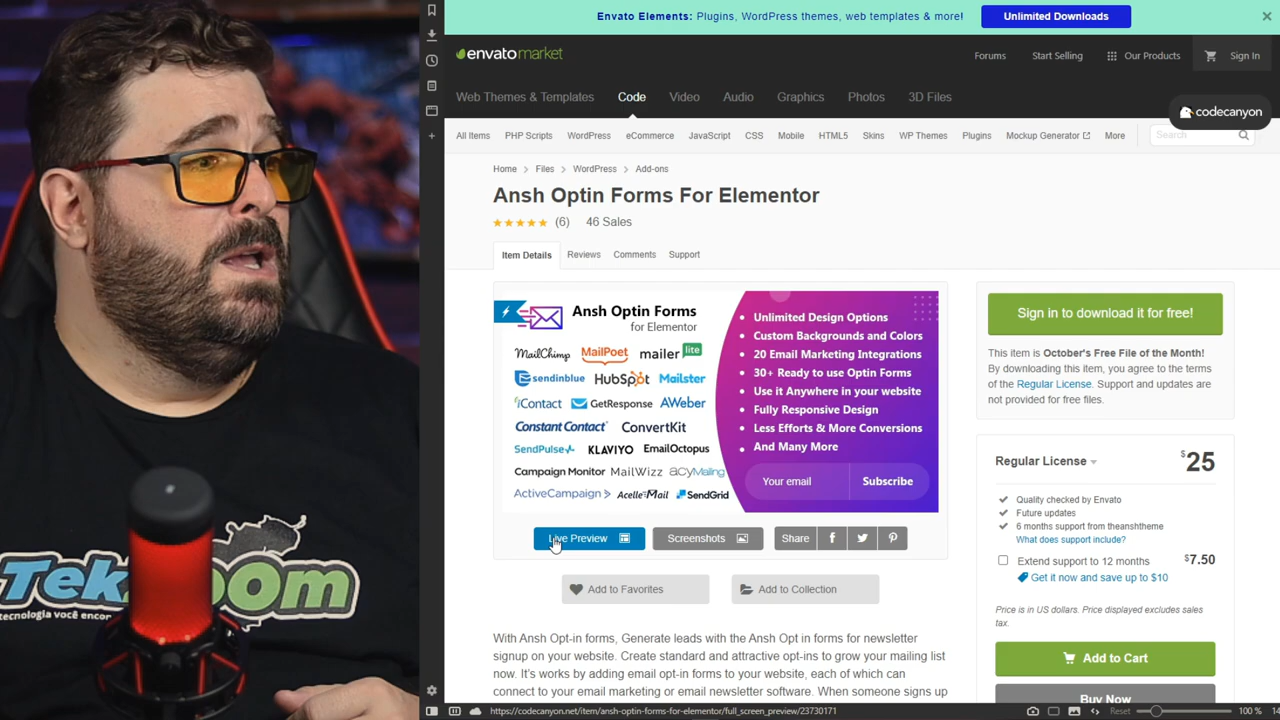 Envato Elements: Plugins, WordPress themes, web templates & more!
Unlimited Downloads
envatomarket
Forums
Start Selling
Our Products
Sign In
Web Themes & Templates
Code
Video
Audio
Graphics
Photos
3D Files
codecanyon
All Items
PHP Scripts
WordPress
eCommerce
JavaScript
CSS
Mobile
HTML5
Skins
WP Themes
Plugins
Mockup Generator
More
Search
Home > Files > WordPress > Add-ons
Ansh Optin Forms For Elementor
(6) 46 Sales
Item Details
Reviews
Comments
Support
Ansh Optin Forms
for Elementor
MailChimp MailPoet mailer lite
sendinblue HubSpot Mailster
iContact GetResponse AWeber
Constant Contact ConvertKit
SendPulse KLAVIYO EmailOctopus
Campaign Monitor MailWizz acyMailing
ActiveCampaign > AcelleMail SendGrid
• Unlimited Design Options
• Custom Backgrounds and Colors
• 20 Email Marketing Integrations
• 30+ Ready to use Optin Forms
• Use it Anywhere in your website
• Fully Responsive Design
• Less Efforts & More Conversions
• And Many More
Your email
Subscribe
Live Preview
Screenshots
Share
Add to Favorites
Add to Collection
With Ansh Opt-in forms, Generate leads with the Ansh Opt in forms for newsletter
signup on your website. Create standard and attractive opt-ins to grow your mailing list
now. It's works by adding email opt-in forms to your website, each of which can
connect to your email marketing or email newsletter software. When someone signs up
Sign in to download it for free!
This item is October's Free File of the Month!
By downloading this item, you agree to the terms
of the Regular License. Support and updates are
not provided for free files.
Regular License
$25
Quality checked by Envato
Future updates
6 months support from theanshtheme
What does support include?
Extend support to 12 months
$7.50
Get it now and save up to $10
Price is in US dollars. Price displayed excludes sales
tax.
Add to Cart
Buy Now
https://codecanyon.net/item/ansh-optin-forms-for-elementor/full_screen_preview/23730171
Reset
100 %
14
tecnologia você encon